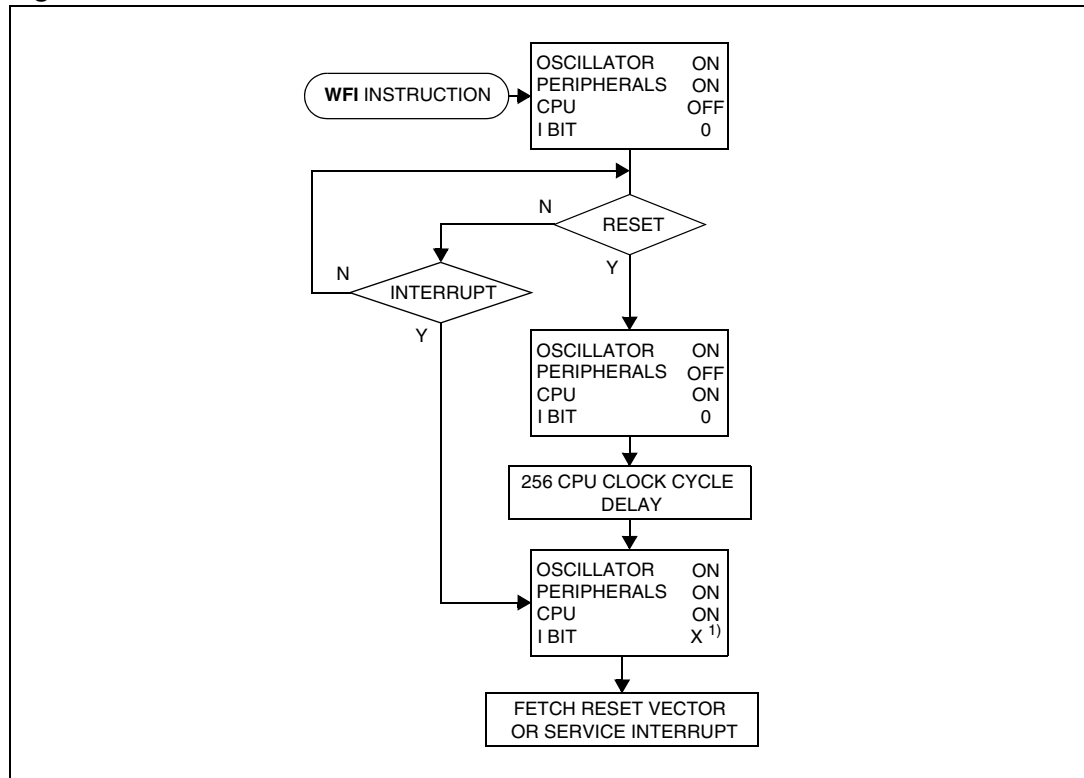 WFI INSTRUCTION
OSCILLATOR ON
PERIPHERALS ON
CPU OFF
I BIT 0
N
RESET
Y
N
INTERRUPT
Y
OSCILLATOR ON
PERIPHERALS OFF
CPU ON
I BIT 0
256 CPU CLOCK CYCLE
DELAY
OSCILLATOR ON
PERIPHERALS ON
CPU ON
I BIT X 1)
FETCH RESET VECTOR
OR SERVICE INTERRUPT